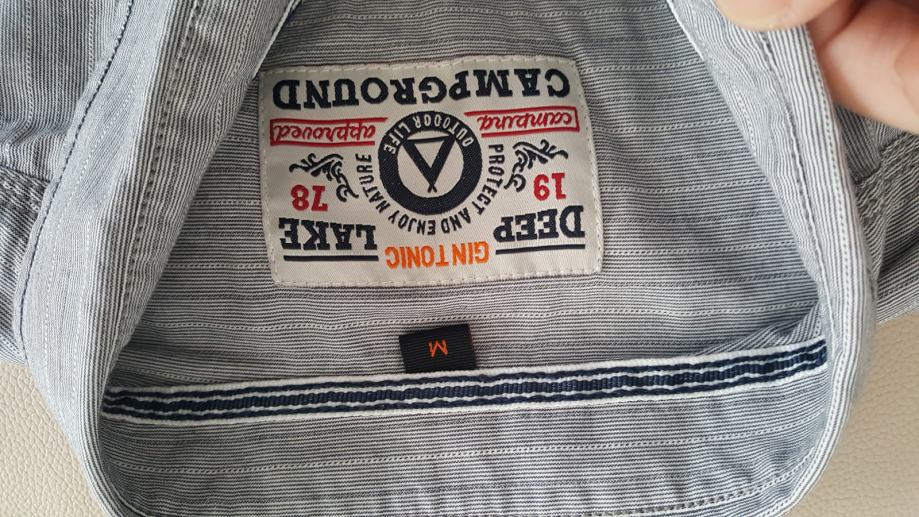 GIN TONIC
DEEP LAKE
19 78
PROTECT AND ENJOY NATURE
OUTDOOR LIFE
camping approved
CAMPGROUND
M